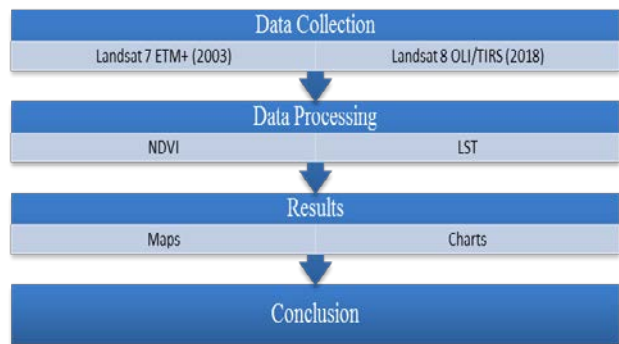 Data Collection
Landsat 7 ETM+ (2003) Landsat 8 OLI/TIRS (2018)
Data Processing
NDVI LST
Results
Maps Charts
Conclusion